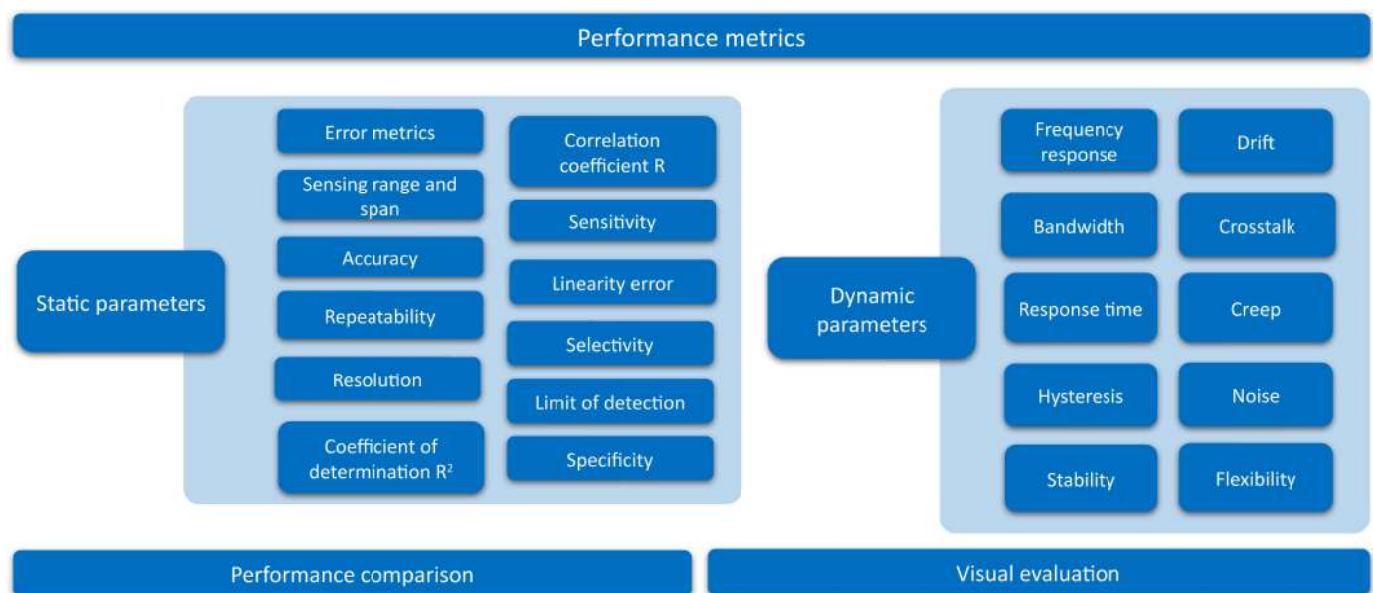 Performance metrics
Static parameters
Error metrics
Sensing range and
span
Accuracy
Repeatability
Resolution
Coefficient of
determination R²
Correlation
coefficient R
Sensitivity
Linearity error
Selectivity
Limit of detection
Specificity
Dynamic
parameters
Frequency
response
Bandwidth
Response time
Hysteresis
Stability
Drift
Crosstalk
Creep
Noise
Flexibility
Performance comparison
Visual evaluation